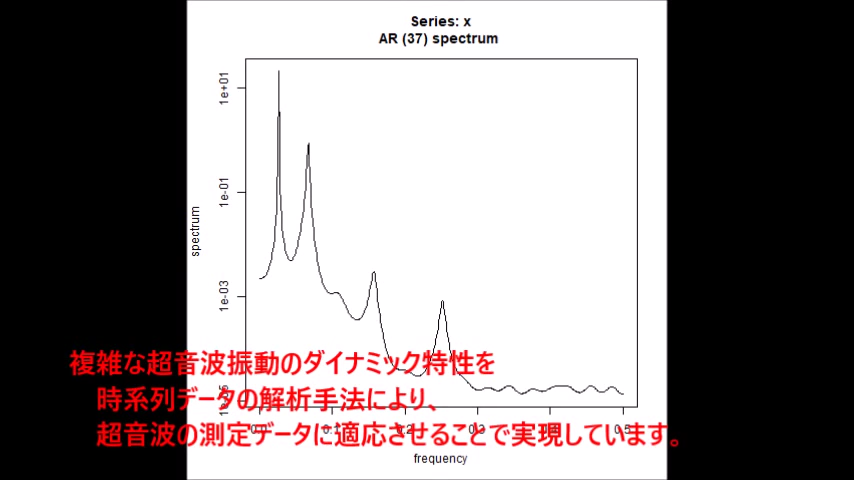 Series: x
AR (37) spectrum
1e+01
1e-01
1e-03
spectrum
複雑な超音波振動のダイナミック特性を
時系列データの解析手法により、
超音波の測定データに適応させることで実現しています。
frequency